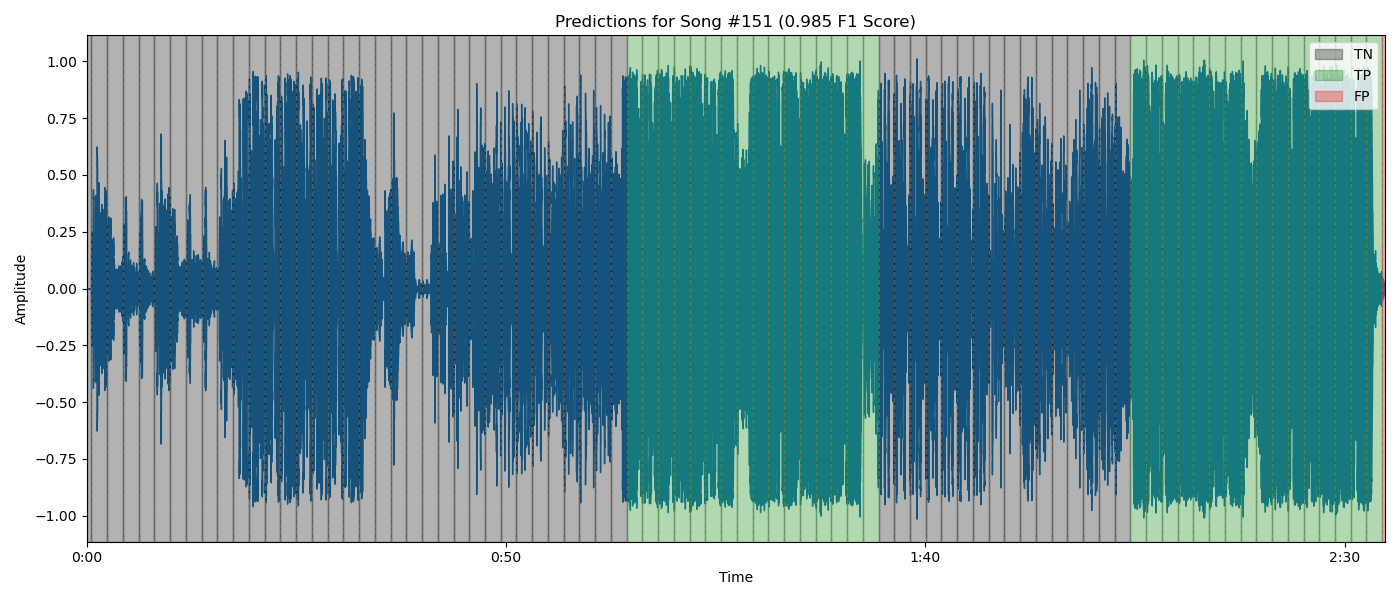 Predictions for Song #151 (0.985 F1 Score)
TN
TP
FP
1.00
0.75
0.50
0.25
0.00
−0.25
−0.50
−0.75
−1.00
Amplitude
0:00
0:50
1:40
2:30
Time